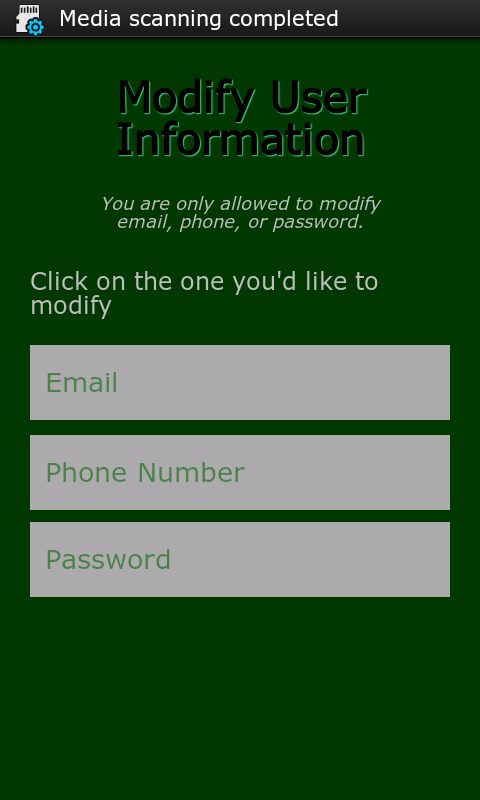 Media scanning completed
Modify User
Information
You are only allowed to modify
email, phone, or password.
Click on the one you'd like to
modify
Email
Phone Number
Password